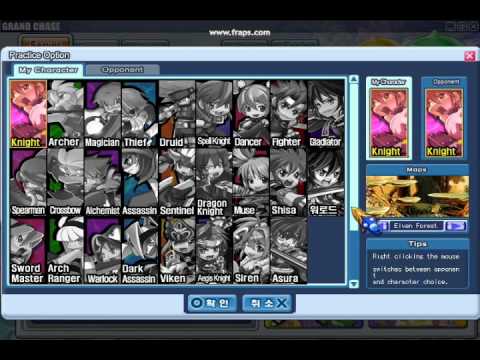 www.fraps.com
GRAND CHASE
Practice Option
My Character
Opponent
Knight
Archer
Magician
Thief
Druid
Spell Knight
Dancer
Fighter
Gladiator
Spearman
Crossbow
Alchemist
Assassin
Sentinel
Dragon
Knight
Muse
Shisa
워로드
Sword
Master
Arch
Ranger
Warlock
Dark
Assassin
Viken
Aegis Knight
Siren
Asura
My Character
Opponent
Knight
Knight
Maps
Elven Forest
Tips
Right clicking the mouse
switches between opponen
t
and character choice.
확 인
취 소